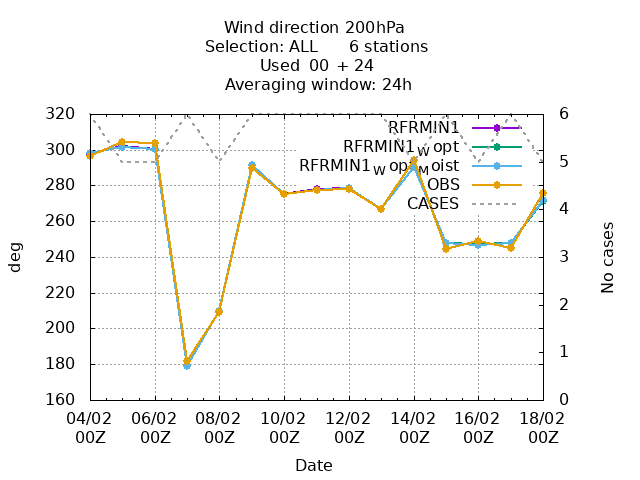 Wind direction 200hPa
Selection: ALL 6 stations
Used 00 + 24
Averaging window: 24h
320
300
280
260
240
220
200
180
160
deg
6
5
4
3
2
1
0
No cases
RFRMIN1
RFRMIN1_W opt
RFRMIN1_W opt_M oist
OBS
CASES
04/02 06/02 08/02 10/02 12/02 14/02 16/02 18/02
00Z 00Z 00Z 00Z 00Z 00Z 00Z 00Z
Date